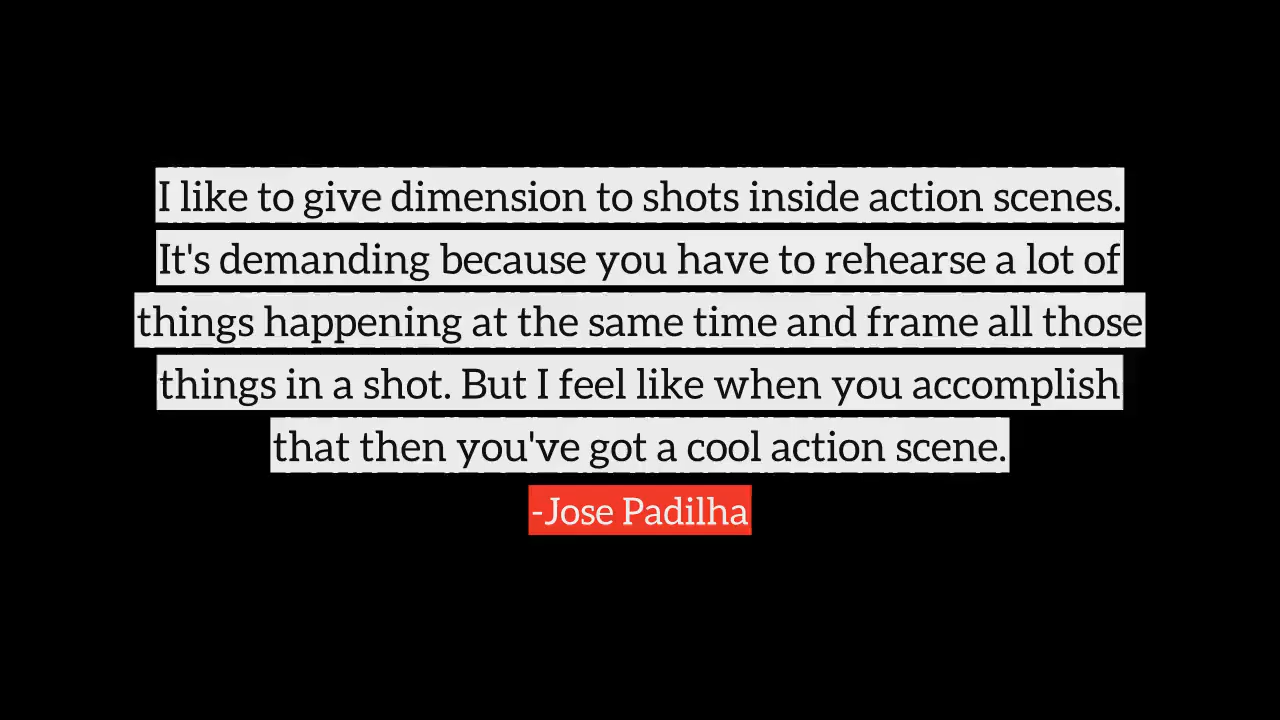 I like to give dimension to shots inside action scenes.
It's demanding because you have to rehearse a lot of
things happening at the same time and frame all those
things in a shot. But I feel like when you accomplish
that then you've got a cool action scene.
-Jose Padilha